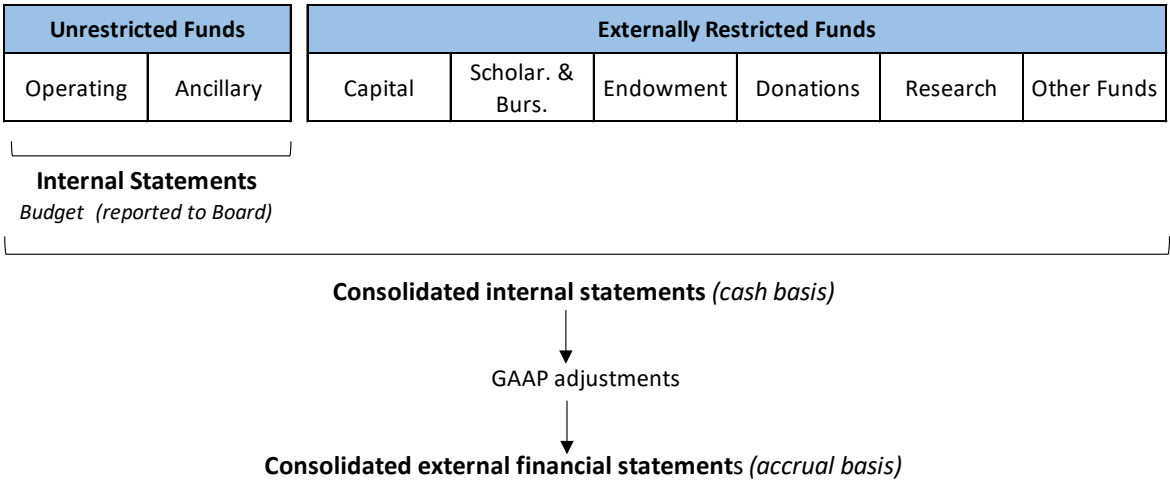 Unrestricted Funds
Externally Restricted Funds
Operating
Ancillary
Capital
Scholar. &
Burs.
Endowment
Donations
Research
Other Funds
Internal Statements
Budget (reported to Board)
Consolidated internal statements (cash basis)
GAAP adjustments
Consolidated external financial statements (accrual basis)